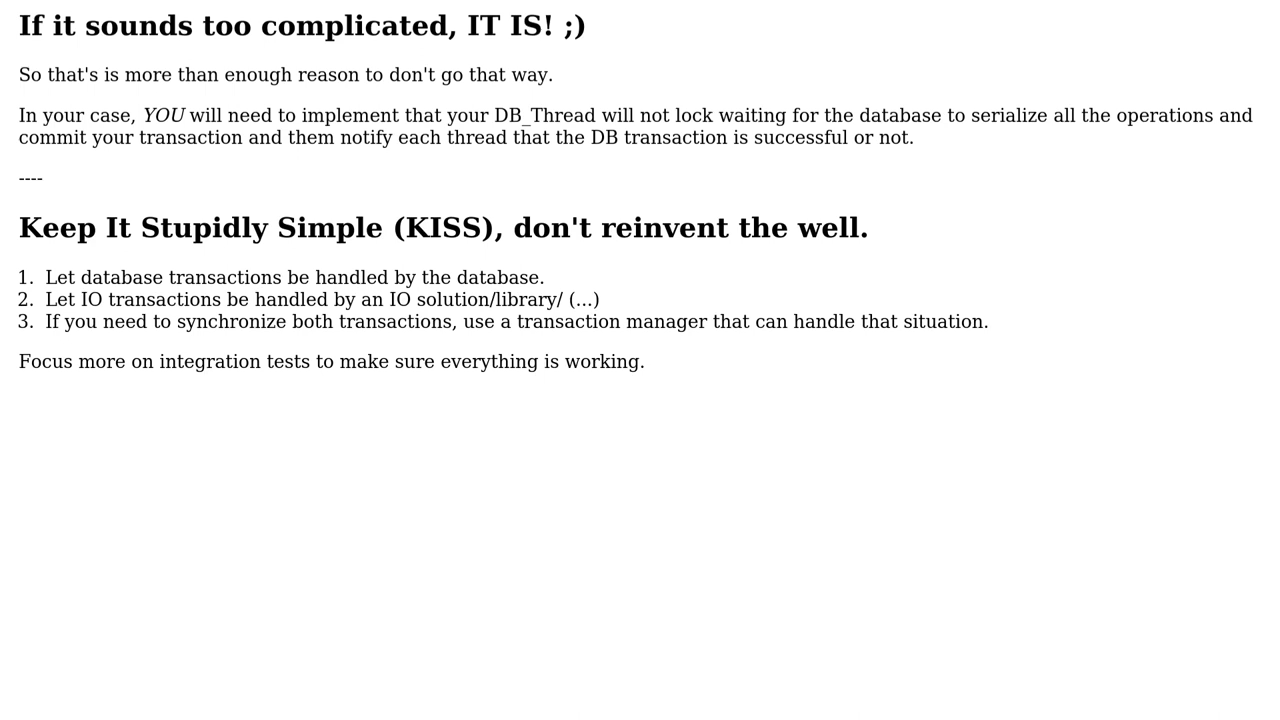 If it sounds too complicated, IT IS! ;)
So that's is more than enough reason to don't go that way.
In your case, YOU will need to implement that your DB_Thread will not lock waiting for the database to serialize all the operations and
commit your transaction and them notify each thread that the DB transaction is successful or not.
----
Keep It Stupidly Simple (KISS), don't reinvent the well.
1. Let database transactions be handled by the database.
2. Let IO transactions be handled by an IO solution/library/ (...)
3. If you need to synchronize both transactions, use a transaction manager that can handle that situation.
Focus more on integration tests to make sure everything is working.